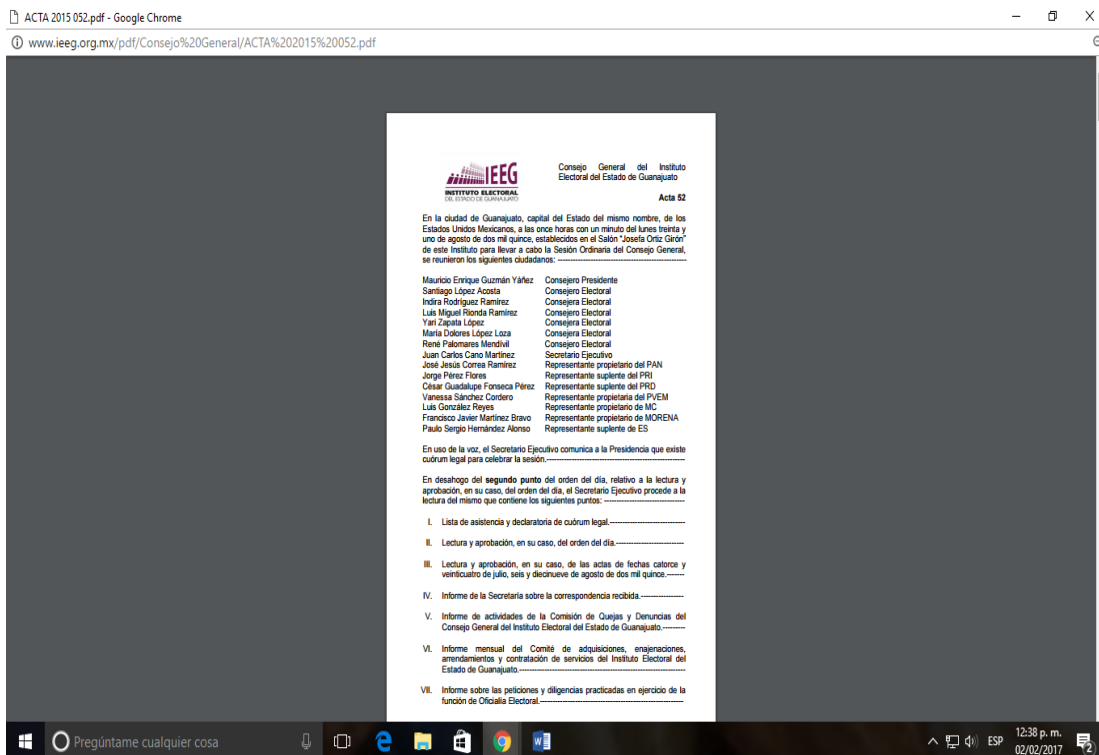 ACTA 2015 052.pdf - Google Chrome
www.ieeg.org.mx/pdf/Consejo%20General/ACTA%202015%20052.pdf
IEEG
INSTITUTO ELECTORAL
DEL ESTADO DE GUANAJUATO
Consejo General del Instituto
Electoral del Estado de Guanajuato
Acta 52
En la ciudad de Guanajuato, capital del Estado del mismo nombre, de los
Estados Unidos Mexicanos, a las once horas con un minuto del lunes treinta y
uno de agosto de dos mil quince, establecidos en el Salón "Josefa Ortiz Girón"
de este Instituto para llevar a cabo la Sesión Ordinaria del Consejo General,
se reunieron los siguientes ciudadanos: --------------------------------------------------
Mauricio Enrique Guzmán Yáñez Consejero Presidente
Santiago López Acosta Consejero Electoral
Indira Rodríguez Ramírez Consejera Electoral
Luis Miguel Rionda Ramírez Consejero Electoral
Yari Zapata López Consejera Electoral
María Dolores López Loza Consejera Electoral
René Palomares Mendívil Consejero Electoral
Juan Carlos Cano Martínez Secretario Ejecutivo
José Jesús Correa Ramírez Representante propietario del PAN
Jorge Pérez Flores Representante suplente del PRI
César Guadalupe Fonseca Pérez Representante suplente del PRD
Vanessa Sánchez Cordero Representante propietaria del PVEM
Luis González Reyes Representante propietario de MC
Francisco Javier Martínez Bravo Representante propietario de MORENA
Paulo Sergio Hernández Alonso Representante suplente de ES
En uso de la voz, el Secretario Ejecutivo comunica a la Presidencia que existe
cuórum legal para celebrar la sesión.-----------------------------------------------------
En desahogo del segundo punto del orden del día, relativo a la lectura y
aprobación, en su caso, del orden del día, el Secretario Ejecutivo procede a la
lectura del mismo que contiene los siguientes puntos: -------------------------------
I. Lista de asistencia y declaratoria de cuórum legal.-----------------------------
II. Lectura y aprobación, en su caso, del orden del día.--------------------------
III. Lectura y aprobación, en su caso, de las actas de fechas catorce y
veinticuatro de julio, seis y diecinueve de agosto de dos mil quince.-------
IV. Informe de la Secretaría sobre la correspondencia recibida.-----------------
V. Informe de actividades de la Comisión de Quejas y Denuncias del
Consejo General del Instituto Electoral del Estado de Guanajuato.---------
VI. Informe mensual del Comité de adquisiciones, enajenaciones,
arrendamientos y contratación de servicios del Instituto Electoral del
Estado de Guanajuato.----------------------------------------------------------------
VII. Informe sobre las peticiones y diligencias practicadas en ejercicio de la
función de Oficialía Electoral.--------------------------------------------------------
Pregúntame cualquier cosa
ESP
12:38 p. m.
02/02/2017
2